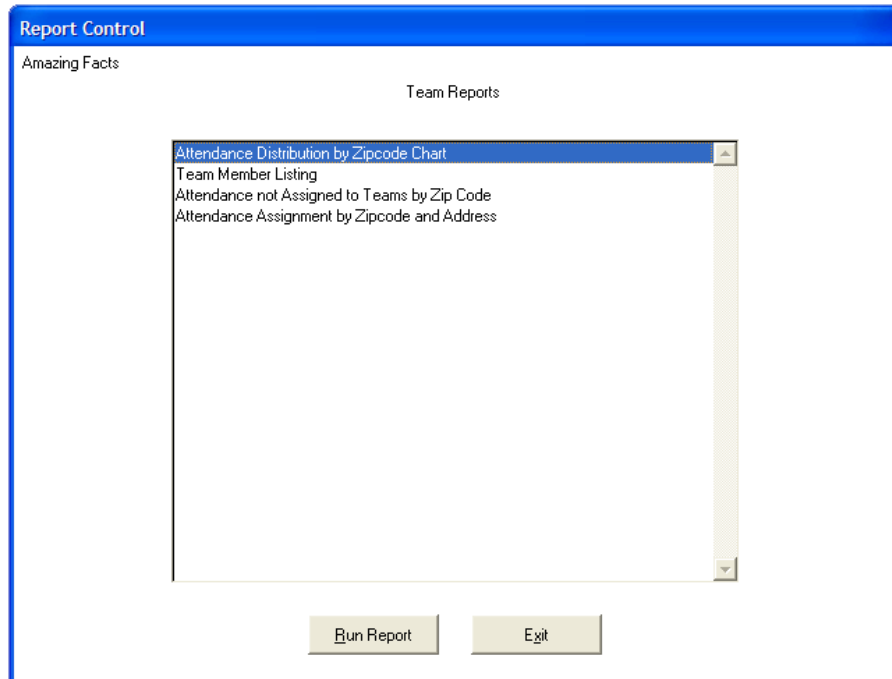 Report Control
Amazing Facts
Team Reports
Attendance Distribution by Zipcode Chart
Team Member Listing
Attendance not Assigned to Teams by Zip Code
Attendance Assignment by Zipcode and Address
Run Report
Exit